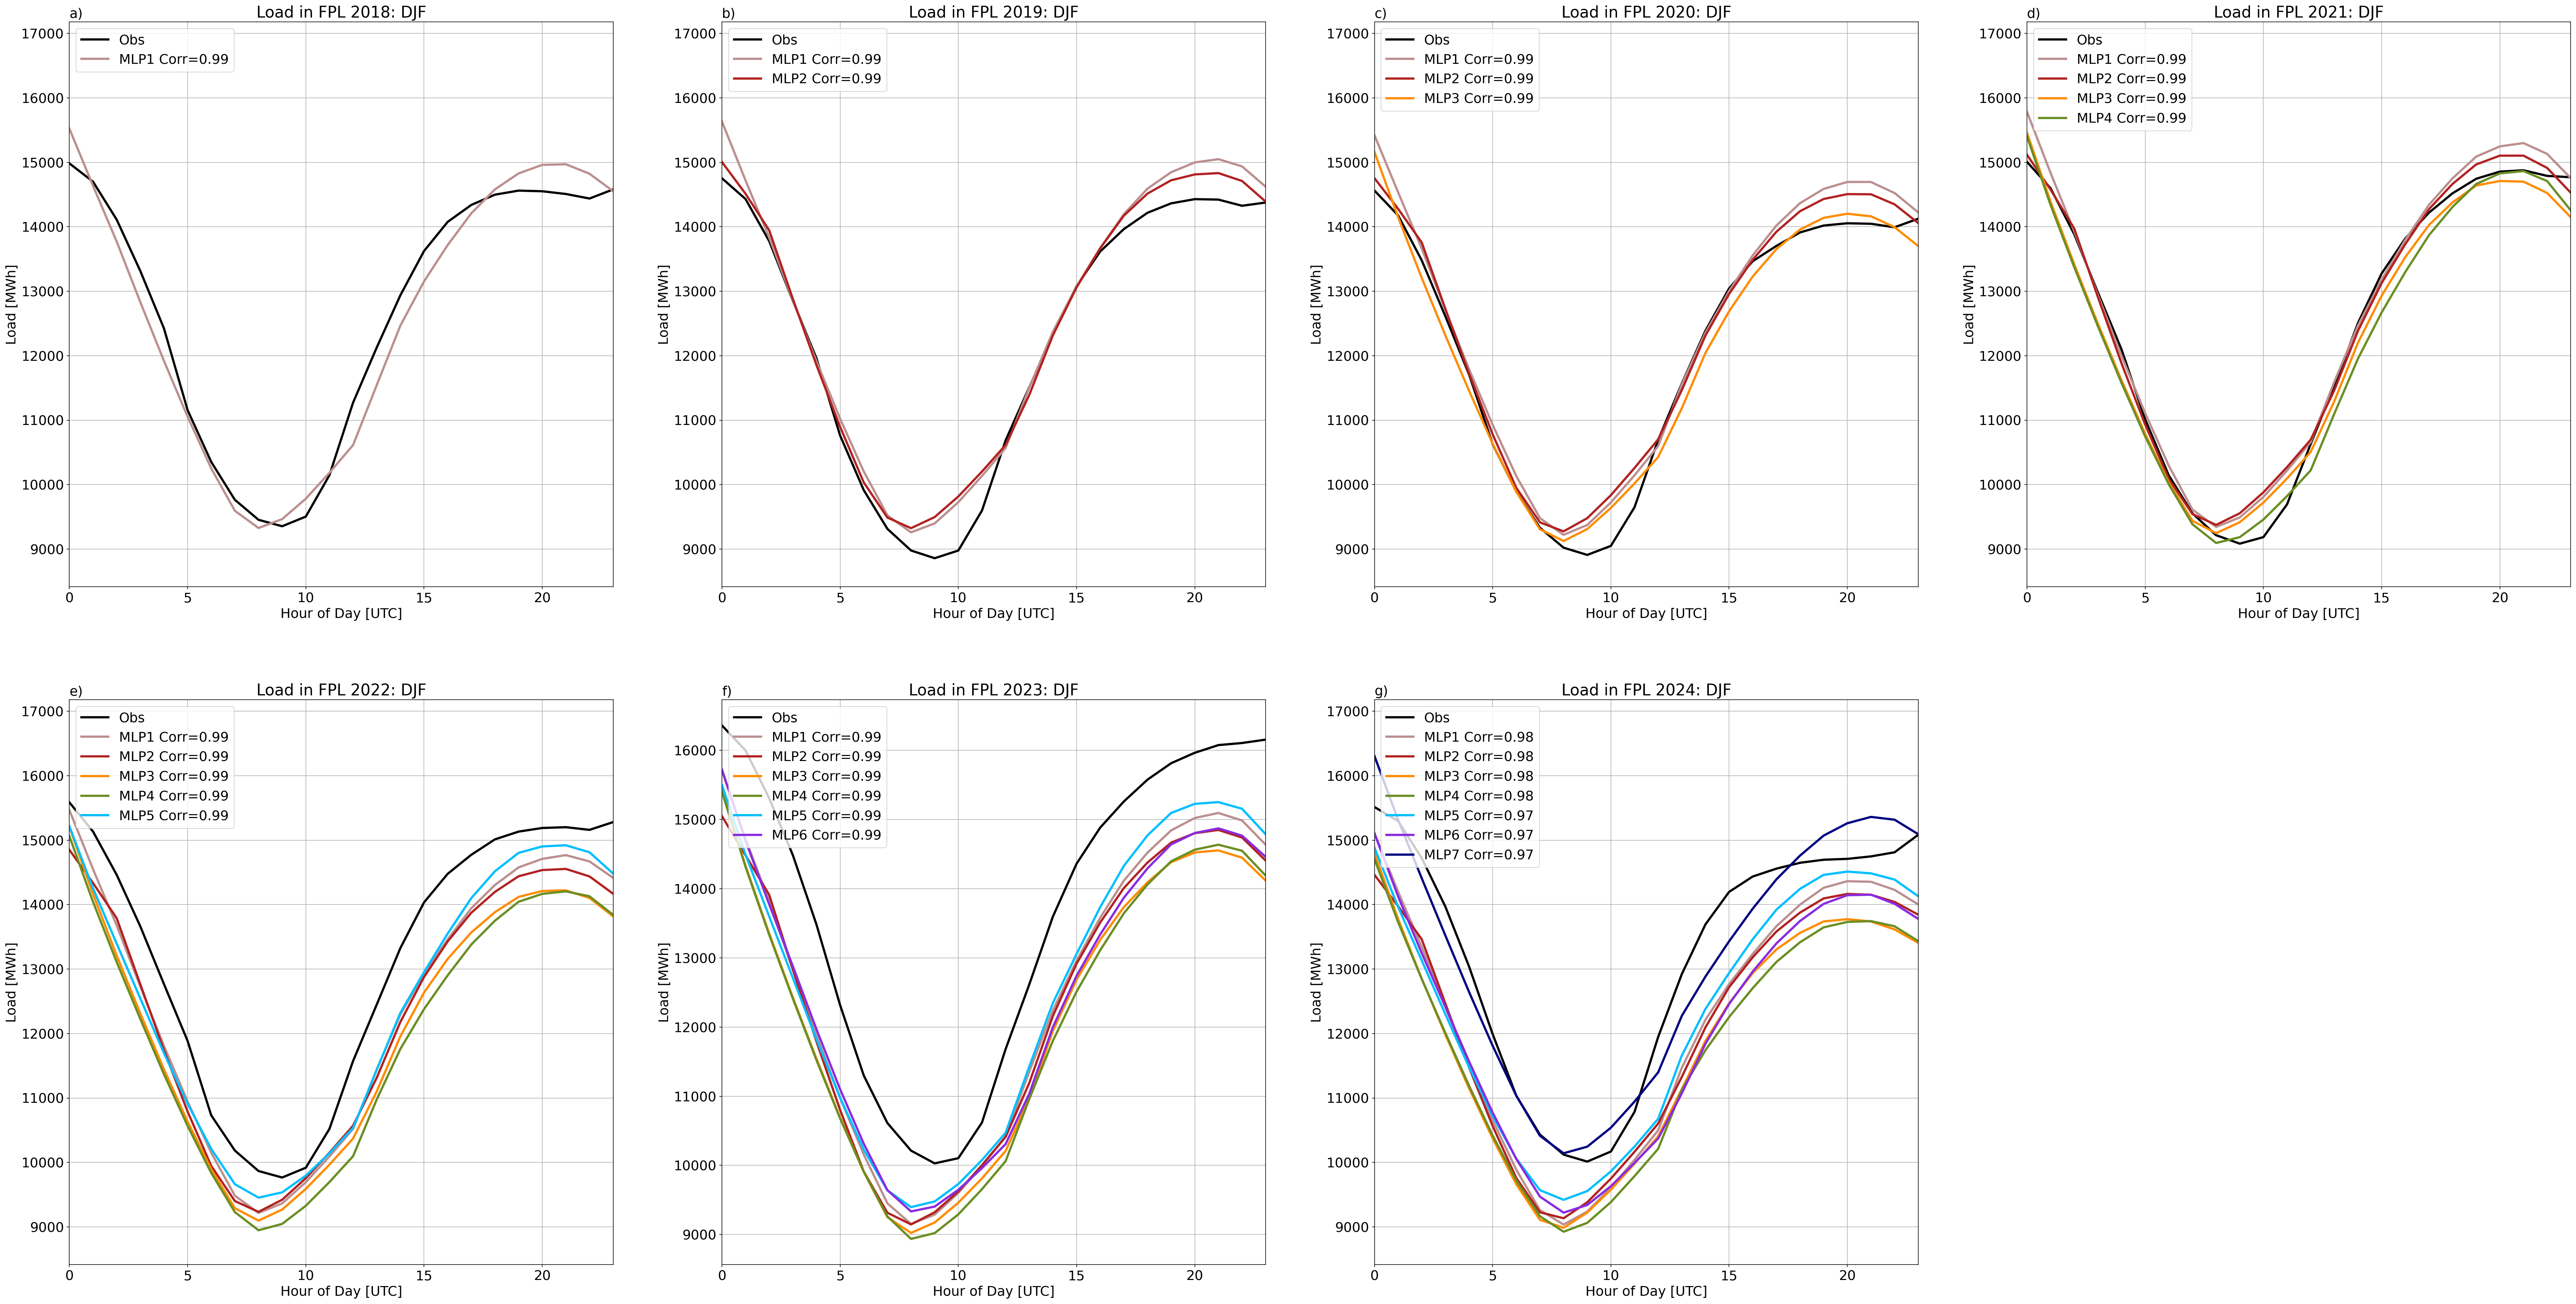 a) Load in FPL 2018: DJF
Obs
MLP1 Corr=0.99
17000
16000
15000
14000
13000
12000
11000
10000
9000
Load [MWh]
0 5 10 15 20
Hour of Day [UTC]
b) Load in FPL 2019: DJF
Obs
MLP1 Corr=0.99
MLP2 Corr=0.99
17000
16000
15000
14000
13000
12000
11000
10000
9000
Load [MWh]
0 5 10 15 20
Hour of Day [UTC]
c) Load in FPL 2020: DJF
Obs
MLP1 Corr=0.99
MLP2 Corr=0.99
MLP3 Corr=0.99
17000
16000
15000
14000
13000
12000
11000
10000
9000
Load [MWh]
0 5 10 15 20
Hour of Day [UTC]
d) Load in FPL 2021: DJF
Obs
MLP1 Corr=0.99
MLP2 Corr=0.99
MLP3 Corr=0.99
MLP4 Corr=0.99
17000
16000
15000
14000
13000
12000
11000
10000
9000
Load [MWh]
0 5 10 15 20
Hour of Day [UTC]
e) Load in FPL 2022: DJF
Obs
MLP1 Corr=0.99
MLP2 Corr=0.99
MLP3 Corr=0.99
MLP4 Corr=0.99
MLP5 Corr=0.99
17000
16000
15000
14000
13000
12000
11000
10000
9000
Load [MWh]
0 5 10 15 20
Hour of Day [UTC]
f) Load in FPL 2023: DJF
Obs
MLP1 Corr=0.99
MLP2 Corr=0.99
MLP3 Corr=0.99
MLP4 Corr=0.99
MLP5 Corr=0.99
MLP6 Corr=0.99
16000
15000
14000
13000
12000
11000
10000
9000
Load [MWh]
0 5 10 15 20
Hour of Day [UTC]
g) Load in FPL 2024: DJF
Obs
MLP1 Corr=0.98
MLP2 Corr=0.98
MLP3 Corr=0.98
MLP4 Corr=0.98
MLP5 Corr=0.97
MLP6 Corr=0.97
MLP7 Corr=0.97
17000
16000
15000
14000
13000
12000
11000
10000
9000
Load [MWh]
0 5 10 15 20
Hour of Day [UTC]